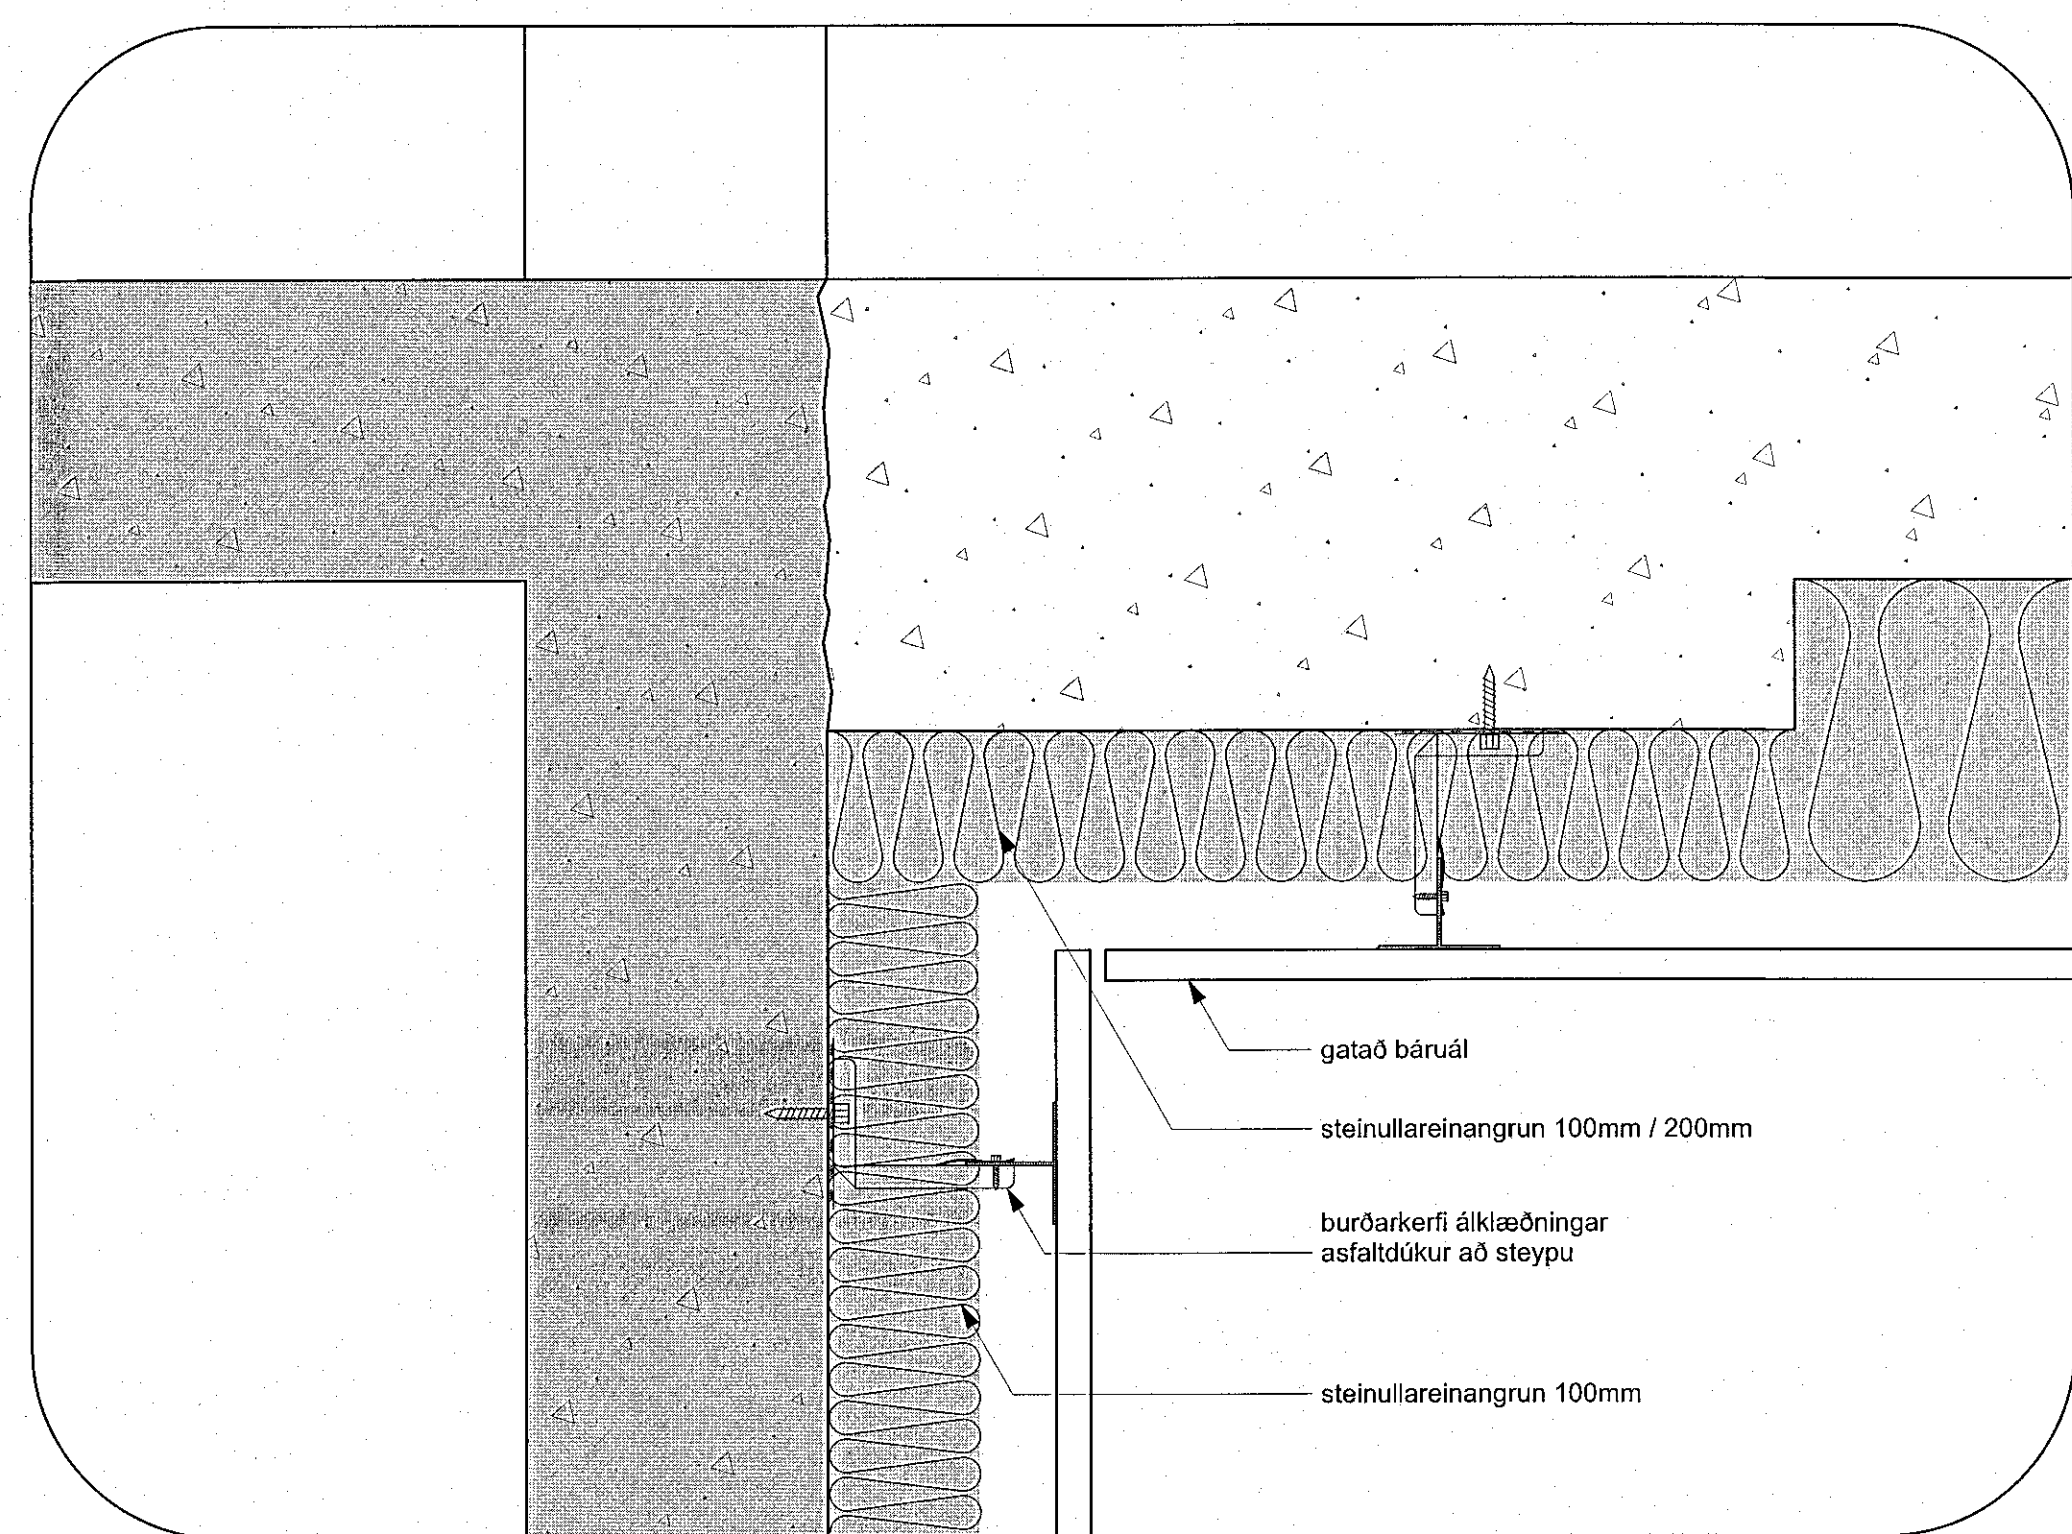 gatað báruál
steinullareinangrun 100mm / 200mm
burðarkerfi álklæðningar
asfaltdúkur að steypu
steinullareinangrun 100mm